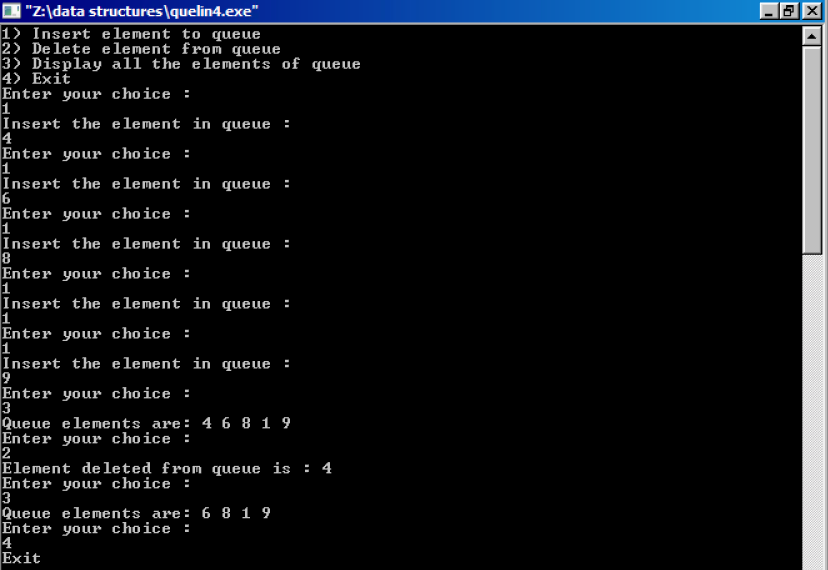 "Z:\data structures\quelin4.exe"
1) Insert element to queue
2) Delete element from queue
3) Display all the elements of queue
4) Exit
Enter your choice :
1
Insert the element in queue :
4
Enter your choice :
1
Insert the element in queue :
6
Enter your choice :
1
Insert the element in queue :
8
Enter your choice :
1
Insert the element in queue :
1
Enter your choice :
1
Insert the element in queue :
9
Enter your choice :
3
Queue elements are: 4 6 8 1 9
Enter your choice :
2
Element deleted from queue is : 4
Enter your choice :
3
Queue elements are: 6 8 1 9
Enter your choice :
4
Exit